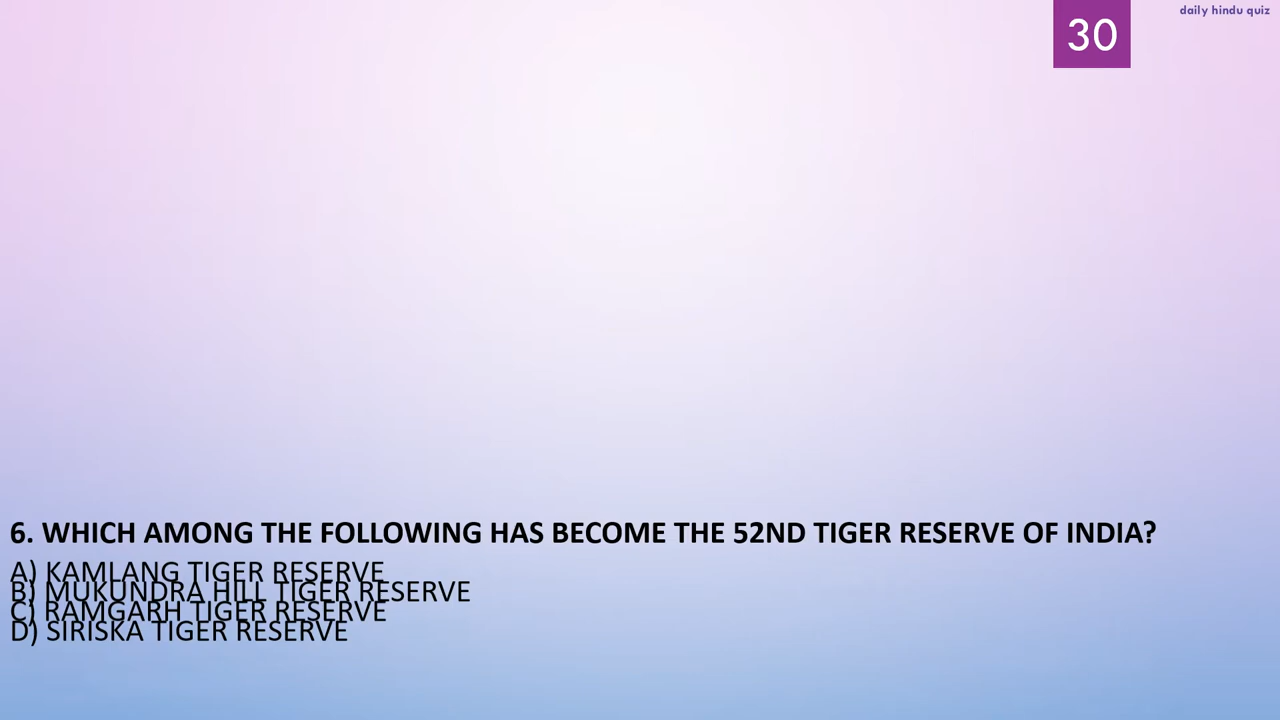 daily hindu quiz
30
6. WHICH AMONG THE FOLLOWING HAS BECOME THE 52ND TIGER RESERVE OF INDIA?
A) KAMLANG TIGER RESERVE
B) MUKUNDRA HILL TIGER RESERVE
C) RAMGARH TIGER RESERVE
D) SIRISKA TIGER RESERVE